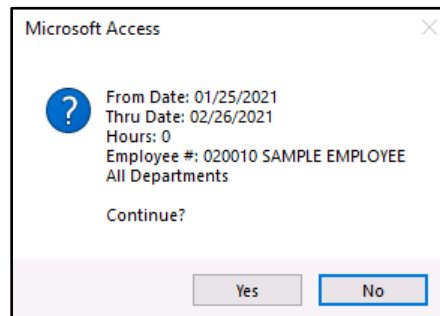 Microsoft Access
From Date: 01/25/2021
Thru Date: 02/26/2021
Hours: 0
Employee #: 020010 SAMPLE EMPLOYEE
All Departments
Continue?
Yes
No